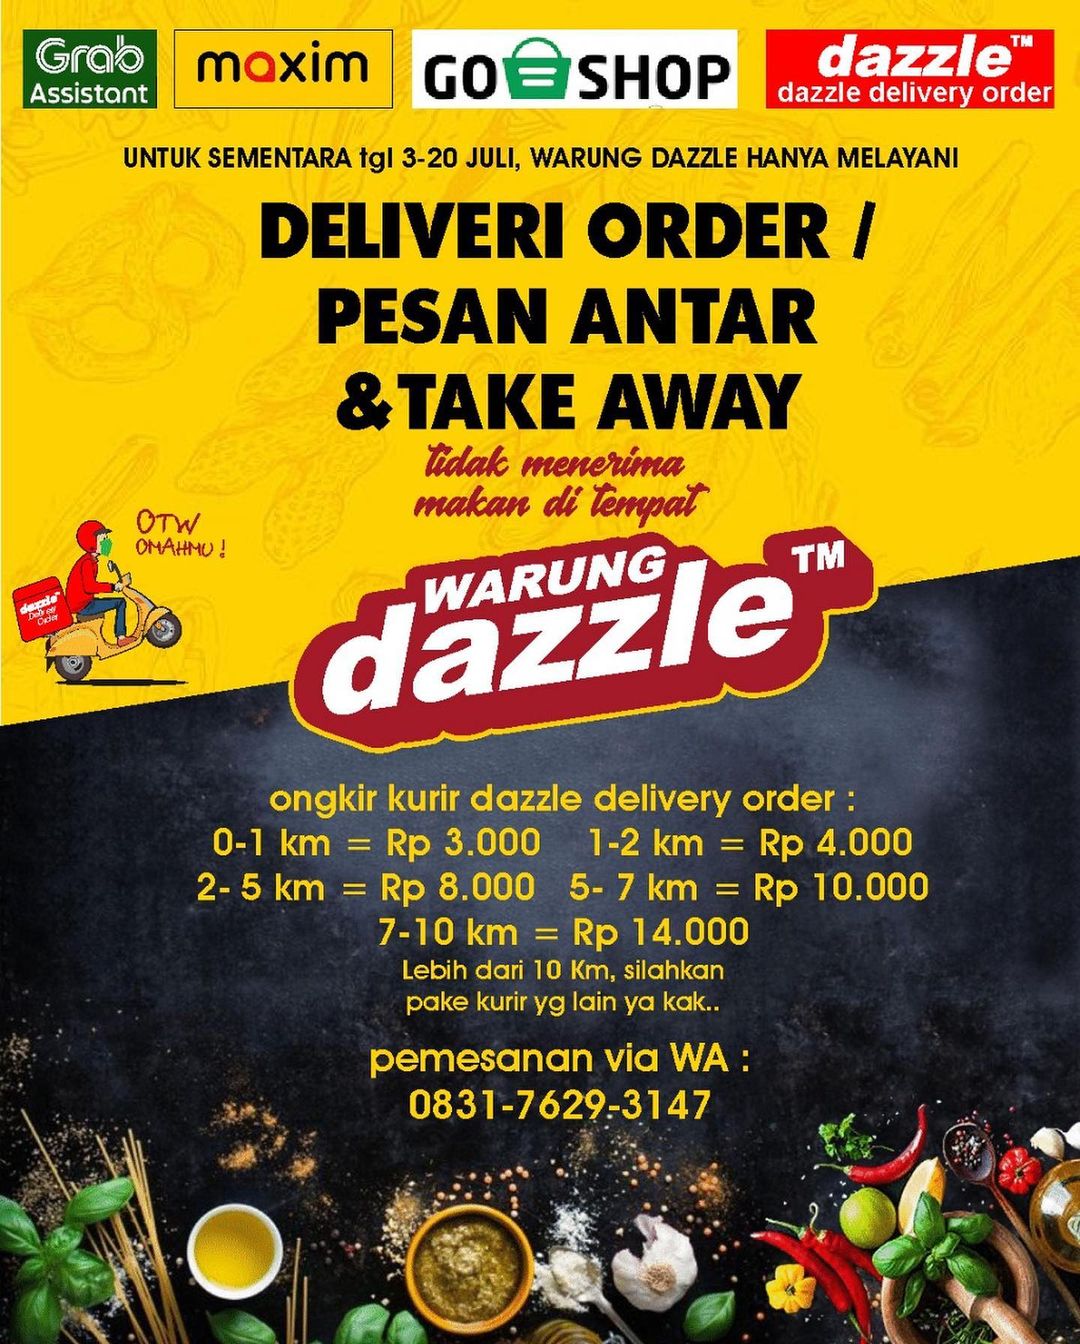 Grab
Assistant
maxim
GO SHOP
dazzle™
dazzle delivery order
UNTUK SEMENTARA tgl 3-20 JULI, WARUNG DAZZLE HANYA MELAYANI
DELIVERI ORDER /
PESAN ANTAR
&TAKE AWAY
tidak menerima
makan di tempat
OTW
OMAHMU !
dazzle™
Delivery
Order
WARUNG
dazzle™
ongkir kurir dazzle delivery order :
0-1 km = Rp 3.000 1-2 km = Rp 4.000
2- 5 km = Rp 8.000 5- 7 km = Rp 10.000
7-10 km = Rp 14.000
Lebih dari 10 Km, silahkan
pake kurir yg lain ya kak..
pemesanan via WA :
0831-7629-3147